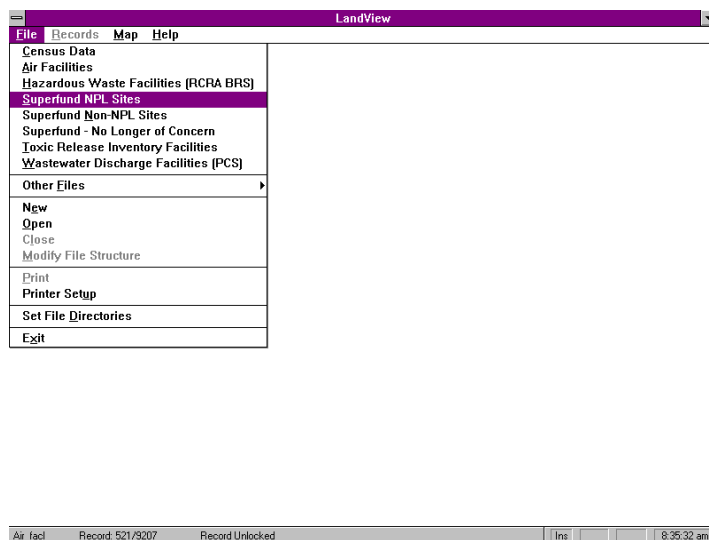 LandView
File Records Map Help
Census Data
Air Facilities
Hazardous Waste Facilities (RCRA BRS)
Superfund NPL Sites
Superfund Non-NPL Sites
Superfund - No Longer of Concern
Toxic Release Inventory Facilities
Wastewater Discharge Facilities (PCS)
Other Files
New
Open
Close
Modify File Structure
Print
Printer Setup
Set File Directories
Exit
Air_facl Record: 521/9207 Record Unlocked Ins 8:35:32 am